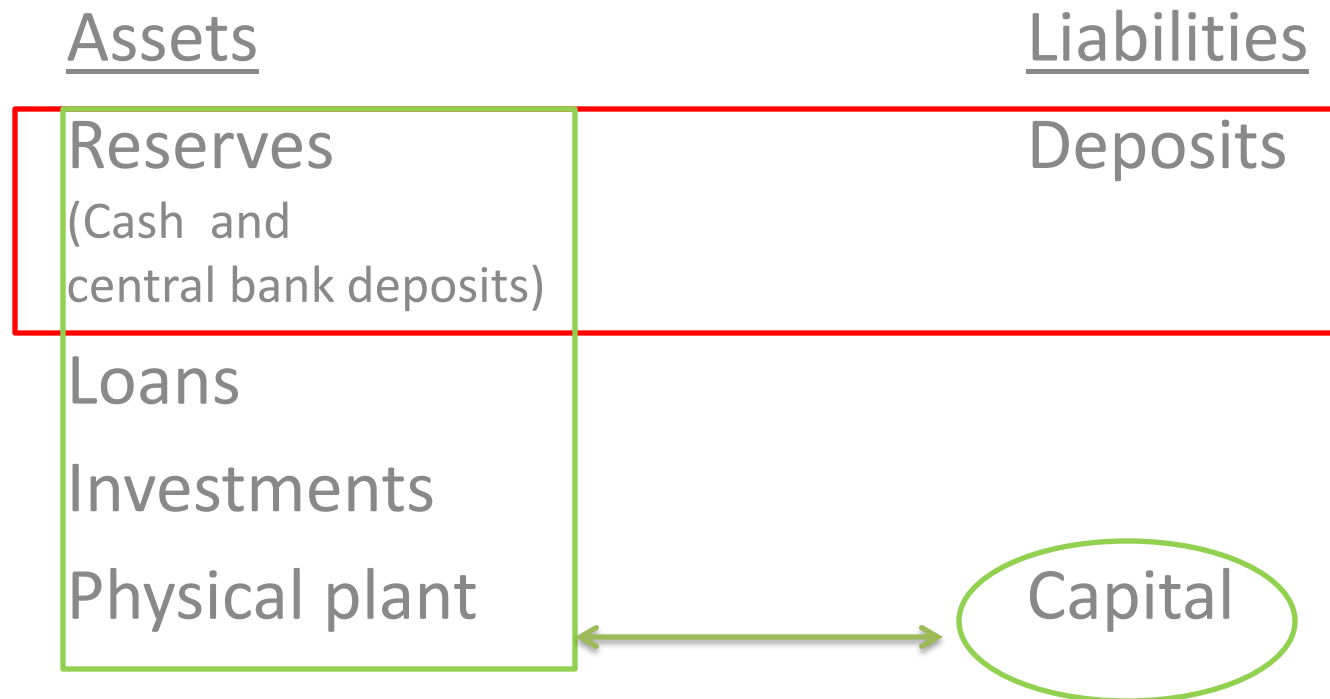 Assets Liabilities
Reserves Deposits
(Cash and
central bank deposits)
Loans
Investments
Physical plant Capital